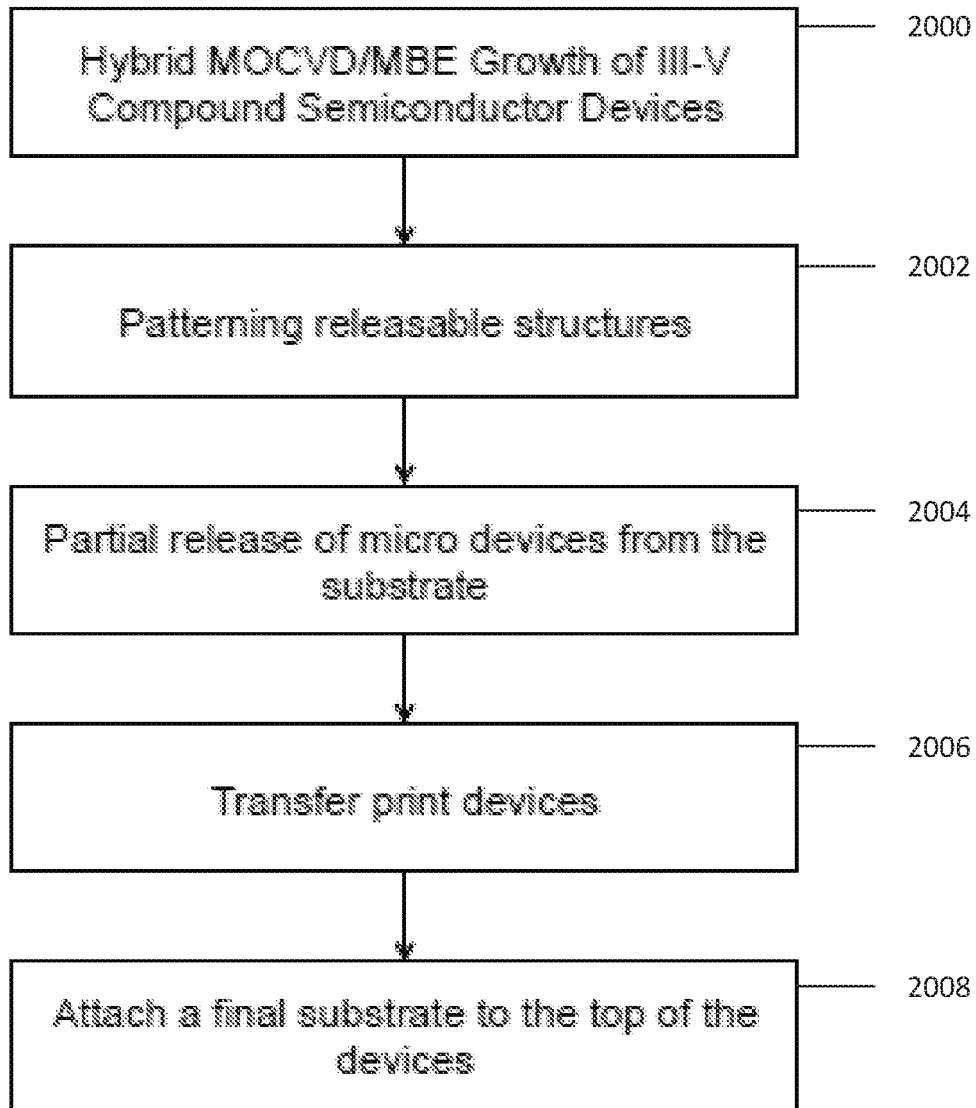 2000
Hybrid MOCVD/MBE Growth of III-V
Compound Semiconductor Devices
2002
Patterning releasable structures
2004
Partial release of micro devices from the
substrate
2006
Transfer print devices
2008
Attach a final substrate to the top of the
devices